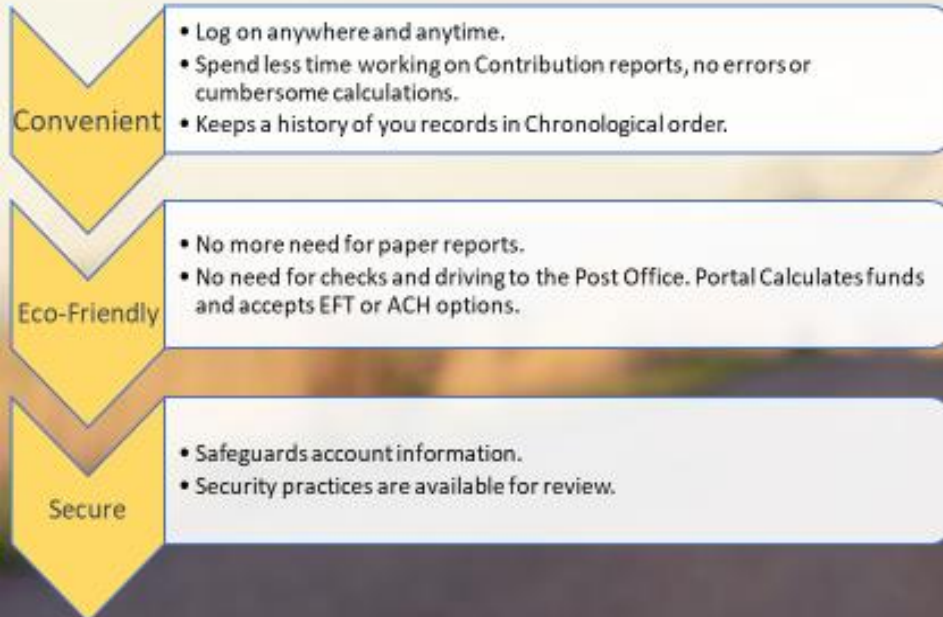 Convenient
• Log on anywhere and anytime.
• Spend less time working on Contribution reports, no errors or
cumbersome calculations.
• Keeps a history of you records in Chronological order.
Eco-Friendly
• No more need for paper reports.
• No need for checks and driving to the Post Office. Portal Calculates funds
and accepts EFT or ACH options.
Secure
• Safeguards account information.
• Security practices are available for review.